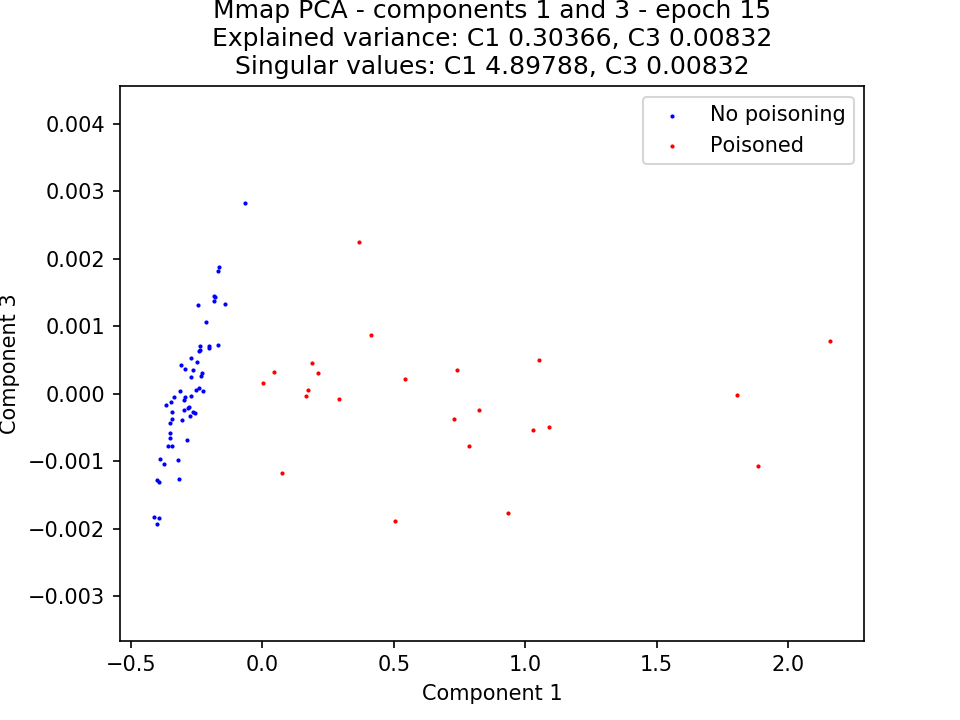 Mmap PCA - components 1 and 3 - epoch 15
Explained variance: C1 0.30366, C3 0.00832
Singular values: C1 4.89788, C3 0.00832
No poisoning
Poisoned
Component 3
0.004
0.003
0.002
0.001
0.000
−0.001
−0.002
−0.003
−0.5 0.0 0.5 1.0 1.5 2.0
Component 1